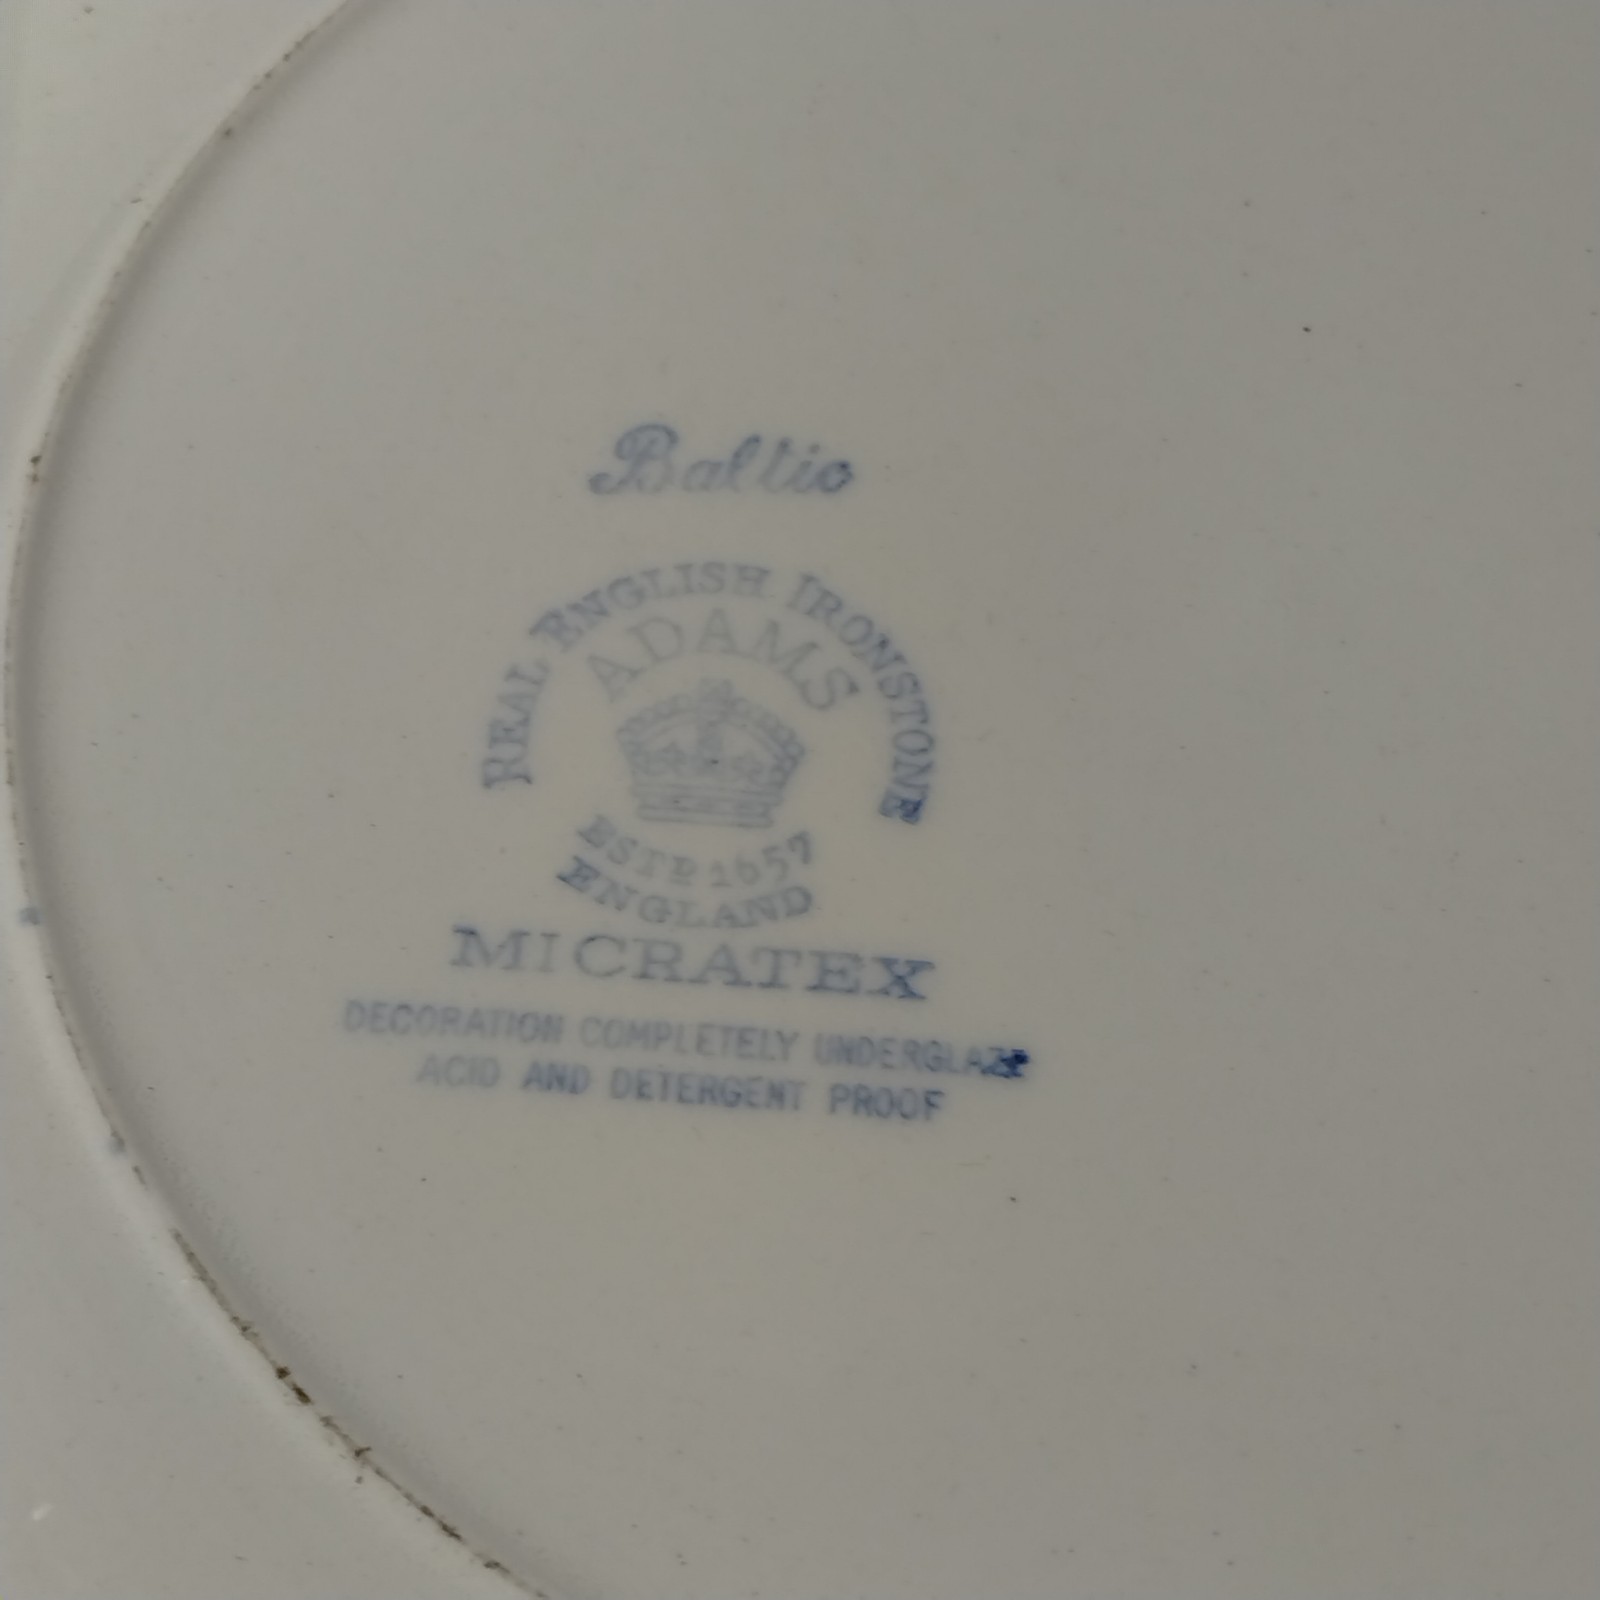 Baltic
REAL ENGLISH IRONSTONE
ADAMS
ESTD 1657
ENGLAND
MICRATEX
DECORATION COMPLETELY UNDERGLAZE
ACID AND DETERGENT PROOF